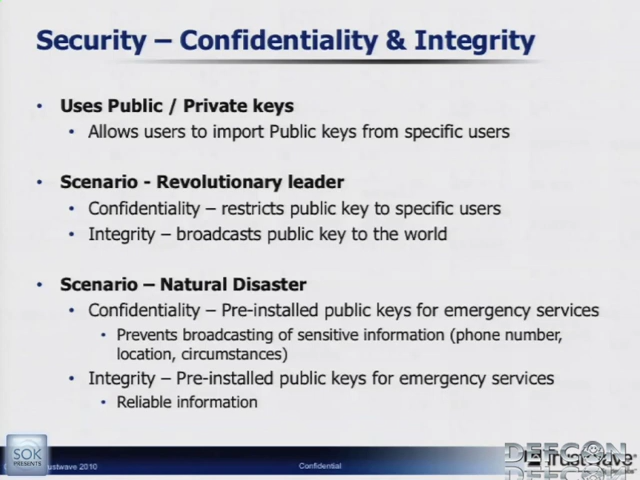 Security – Confidentiality & Integrity
• Uses Public / Private keys
• Allows users to import Public keys from specific users
• Scenario - Revolutionary leader
• Confidentiality – restricts public key to specific users
• Integrity – broadcasts public key to the world
• Scenario – Natural Disaster
• Confidentiality – Pre-installed public keys for emergency services
• Prevents broadcasting of sensitive information (phone number,
location, circumstances)
• Integrity – Pre-installed public keys for emergency services
• Reliable information
SOK
PRESENTS
2010
Confidential
DEFCON
Trustwave®